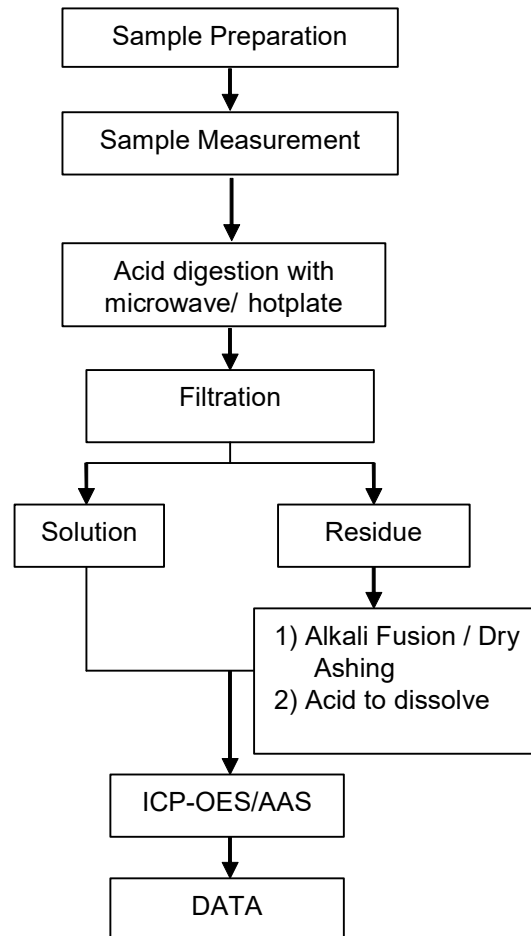 Sample Preparation
Sample Measurement
Acid digestion with
microwave/ hotplate
Filtration
Solution
Residue
1) Alkali Fusion / Dry
Ashing
2) Acid to dissolve
ICP-OES/AAS
DATA